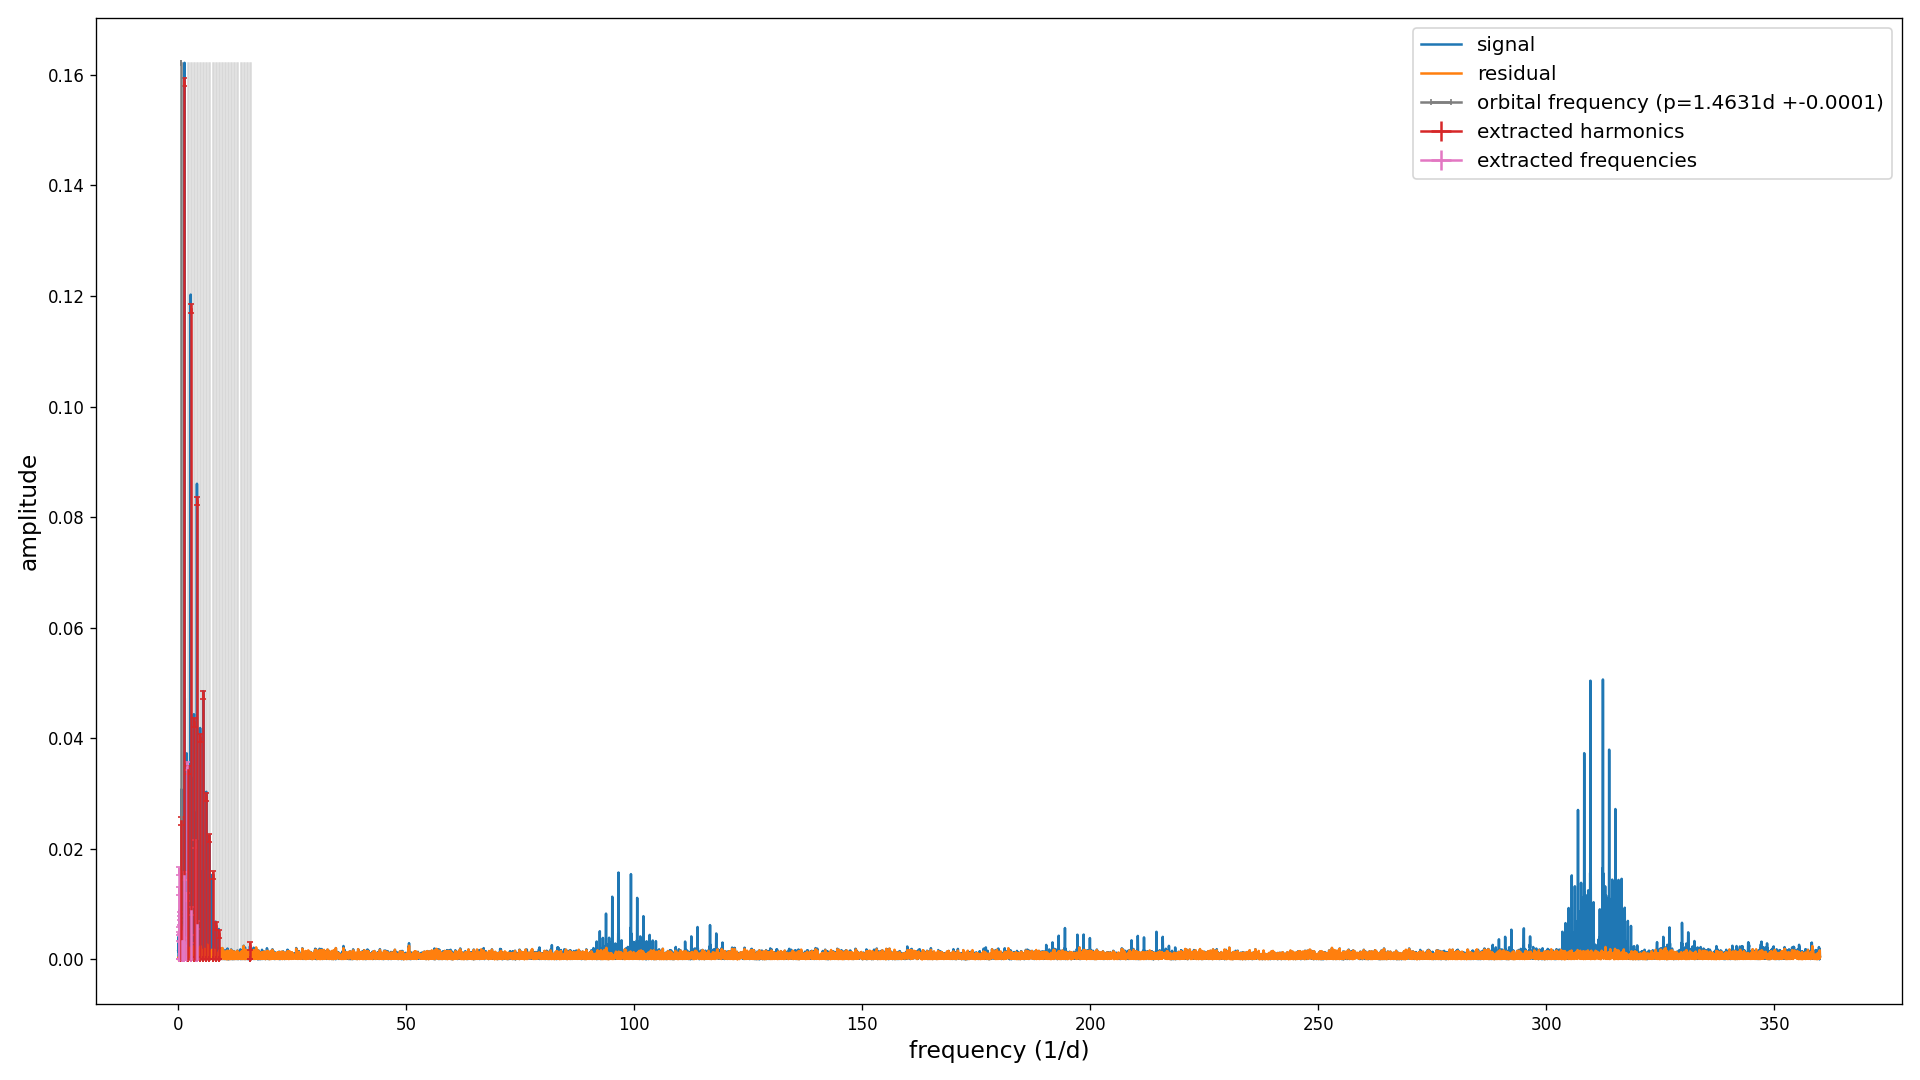 signal
residual
orbital frequency (p=1.4631d +-0.0001)
extracted harmonics
extracted frequencies
amplitude
0.16
0.14
0.12
0.10
0.08
0.06
0.04
0.02
0.00
0 50 100 150 200 250 300 350
frequency (1/d)